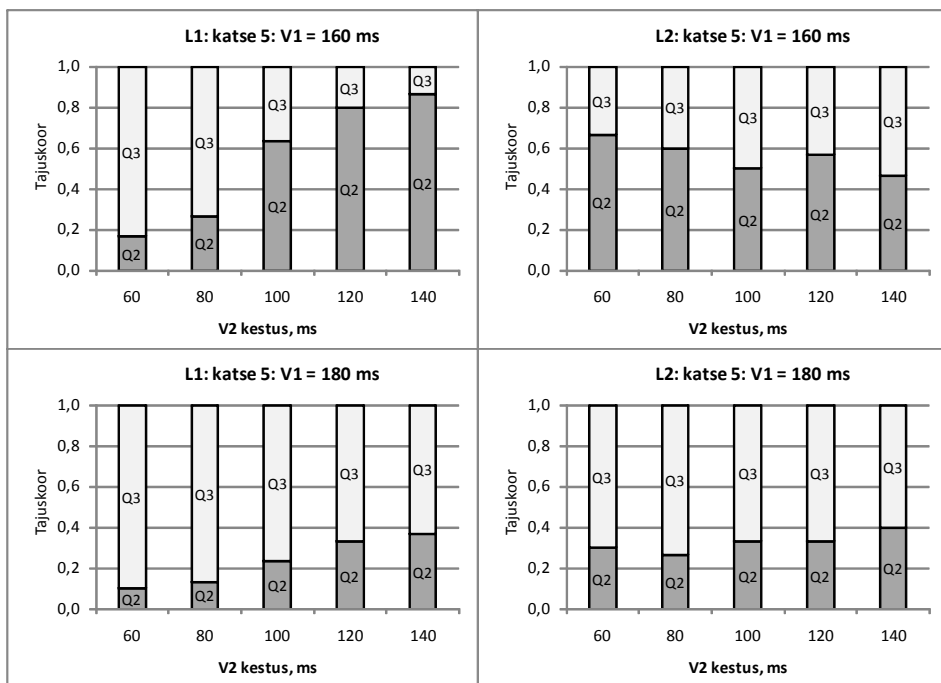 L1: katse 5: V1 = 160 ms
1,0
0,8
0,6
0,4
0,2
0,0
Tajuskoor
Q3 Q3 Q3 Q3 Q3
Q2 Q2 Q2 Q2 Q2
60 80 100 120 140
V2 kestus, ms
L2: katse 5: V1 = 160 ms
1,0
0,8
0,6
0,4
0,2
0,0
Tajuskoor
Q3 Q3 Q3 Q3 Q3
Q2 Q2 Q2 Q2 Q2
60 80 100 120 140
V2 kestus, ms
L1: katse 5: V1 = 180 ms
1,0
0,8
0,6
0,4
0,2
0,0
Tajuskoor
Q3 Q3 Q3 Q3 Q3
Q2 Q2 Q2 Q2 Q2
60 80 100 120 140
V2 kestus, ms
L2: katse 5: V1 = 180 ms
1,0
0,8
0,6
0,4
0,2
0,0
Tajuskoor
Q3 Q3 Q3 Q3 Q3
Q2 Q2 Q2 Q2 Q2
60 80 100 120 140
V2 kestus, ms